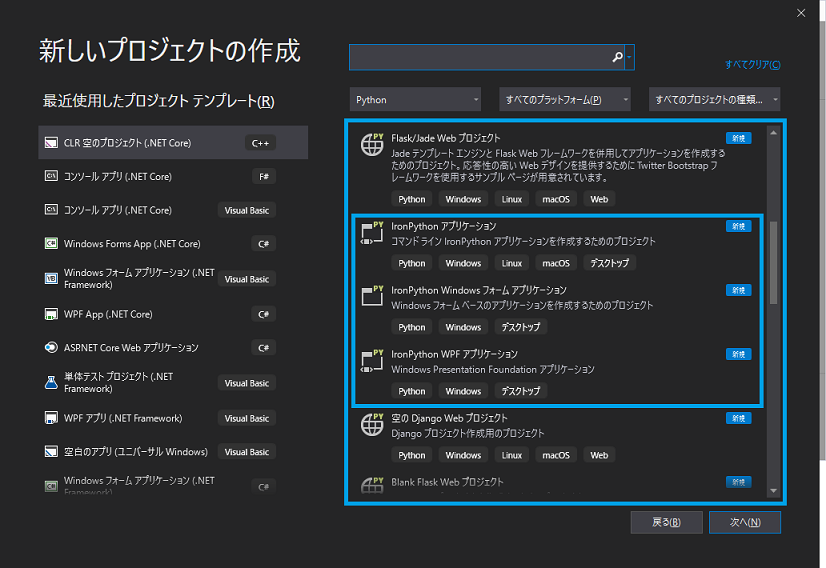 新しいプロジェクトの作成
すべてクリア(C)
最近使用したプロジェクト テンプレート(R)
Python
すべてのプラットフォーム(P)
すべてのプロジェクトの種類...
CLR 空のプロジェクト (.NET Core)
C++
コンソール アプリ (.NET Core)
F#
コンソール アプリ (.NET Core)
Visual Basic
Windows Forms App (.NET Core)
C#
Windows フォーム アプリケーション (.NET
Framework)
Visual Basic
WPF App (.NET Core)
C#
ASP.NET Core Web アプリケーション
C#
単体テスト プロジェクト (.NET
Framework)
Visual Basic
WPF アプリ (.NET Framework)
Visual Basic
空白のアプリ (ユニバーサル Windows)
Visual Basic
Windows フォーム アプリケーション (.NET
Framework)
C#
Flask/Jade Web プロジェクト
新規
Jade テンプレート エンジンと Flask Web フレームワークを併用してアプリケーションを作成する
ためのプロジェクト。応答性の高い Web デザインを提供するために Twitter Bootstrap フ
レームワークを使用するサンプル ページが用意されています。
Python Windows Linux macOS Web
IronPython アプリケーション
新規
コマンド ライン IronPython アプリケーションを作成するためのプロジェクト
Python Windows Linux macOS デスクトップ
IronPython Windows フォーム アプリケーション
新規
Windows フォーム ベースのアプリケーションを作成するためのプロジェクト
Python Windows デスクトップ
IronPython WPF アプリケーション
新規
Windows Presentation Foundation アプリケーション
Python Windows デスクトップ
空の Django Web プロジェクト
新規
Django プロジェクト作成用のプロジェクト
Python Windows Linux macOS Web
Blank Flask Web プロジェクト
新規
戻る(B)
次へ(N)